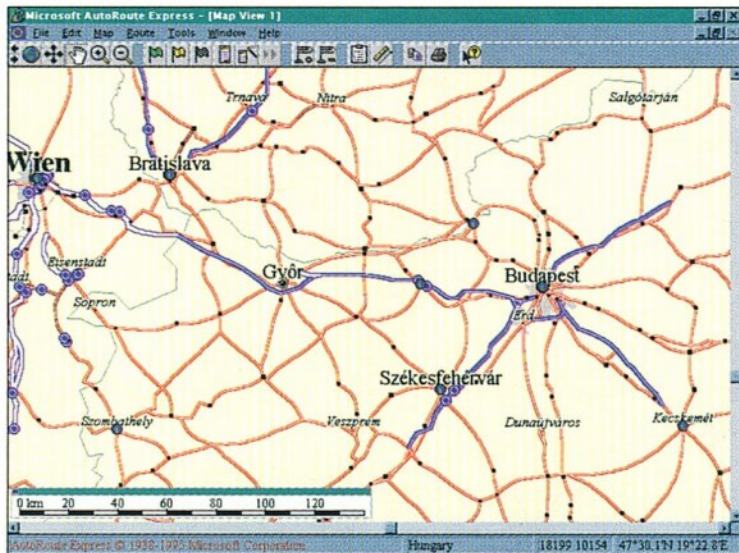 Microsoft AutoRoute Express - [Map View 1]
File Edit Map Route Tools Window Help
Trnava
Nitra
Salgótarján
Wien
Bratislava
Eisenstadt
stadt
Győr
Budapest
Sopron
Érd
Székesfehérvár
Szombathely
Veszprém
Dunaújváros
Kecskemét
0 km 20 40 60 80 100 120
AutoRoute Express © 1988-1995 Microsoft Corporation Hungary 18199 10154 47°30.1'N 19°22.8'E